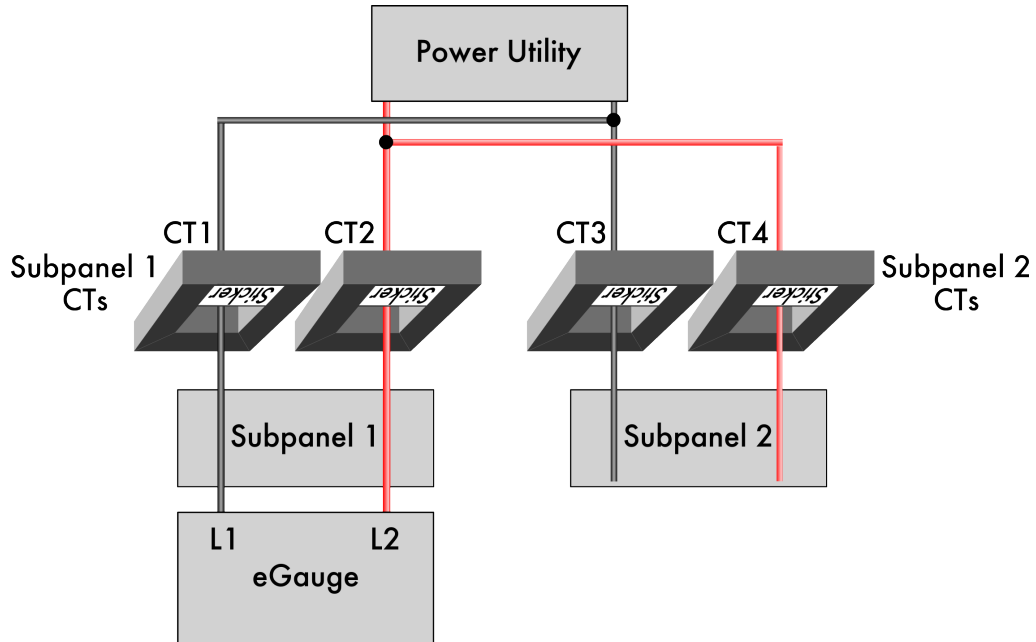 Power Utility
CT1
CT2
CT3
CT4
Subpanel 1
CTs
Sticker
Sticker
Sticker
Sticker
Subpanel 2
CTs
Subpanel 1
Subpanel 2
L1
L2
eGauge